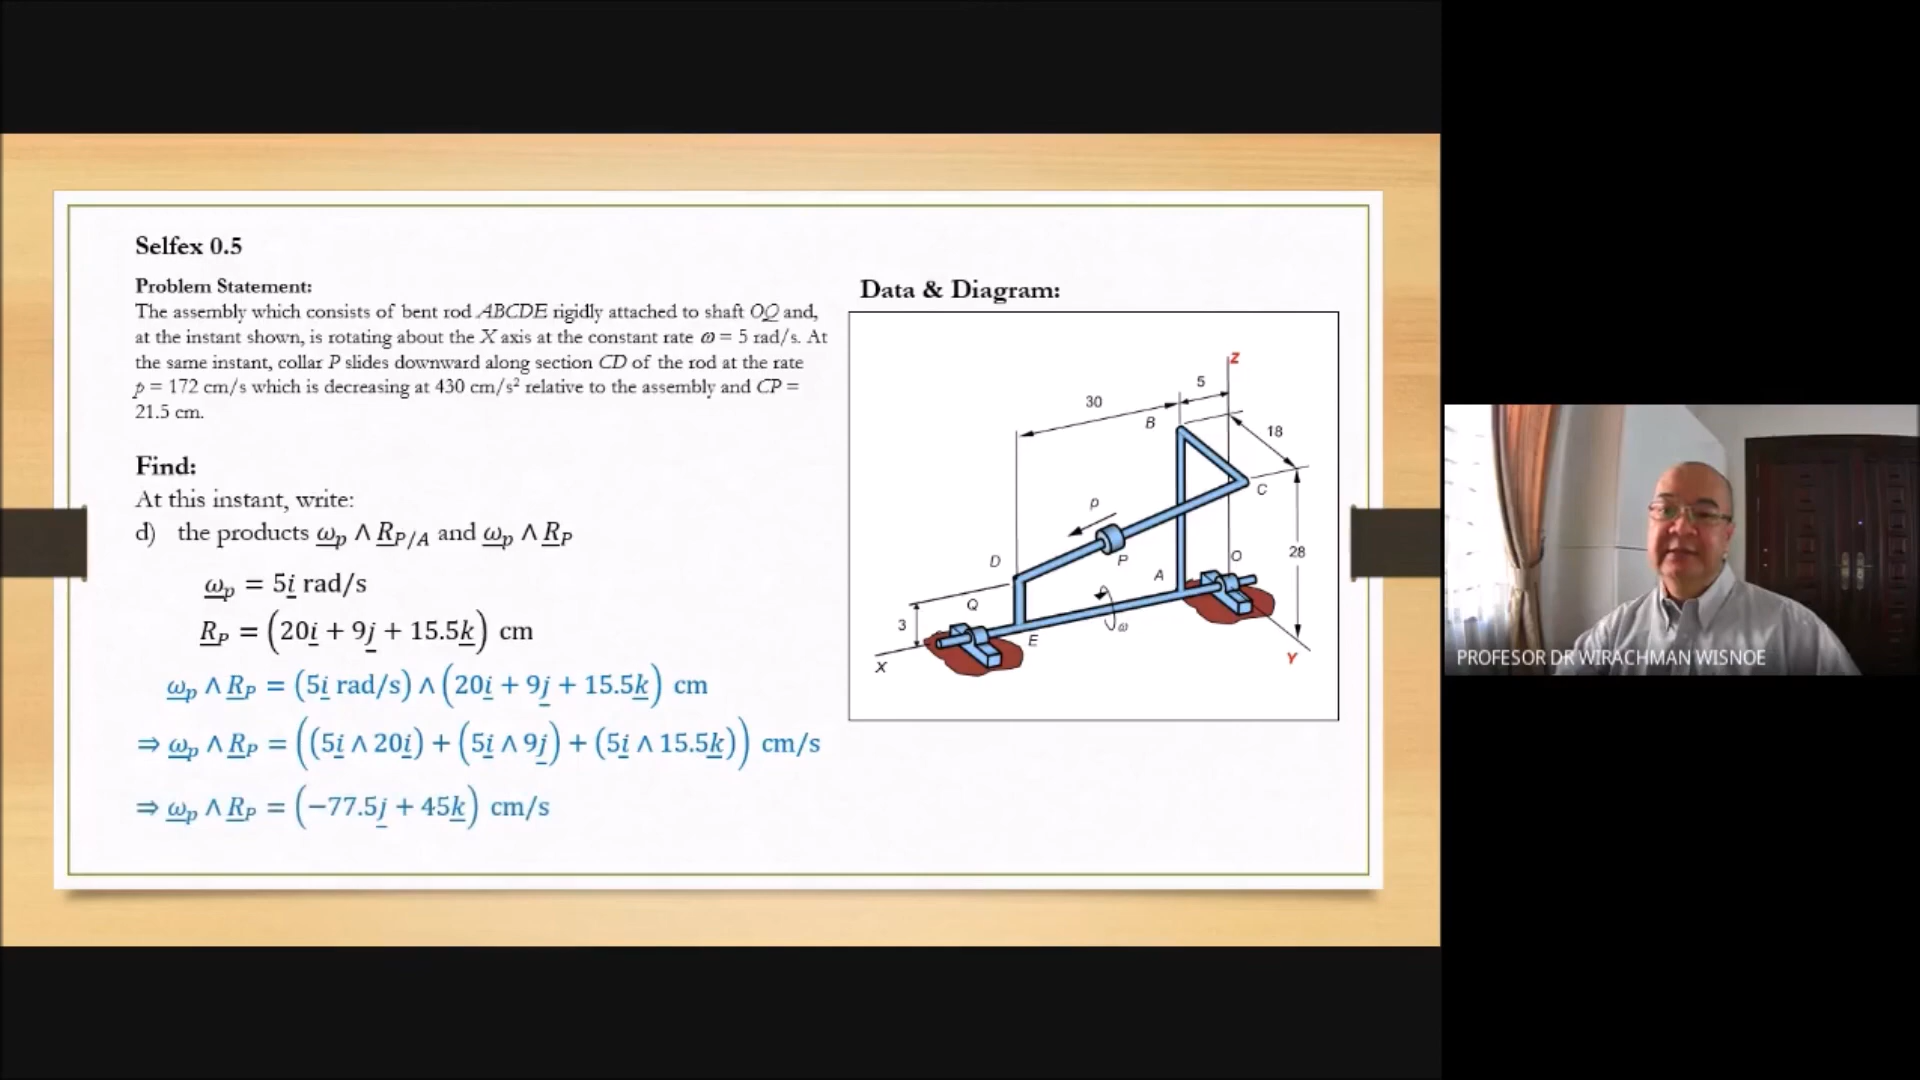 Selfex 0.5
Problem Statement:
The assembly which consists of bent rod ABCDE rigidly attached to shaft OQ and,
at the instant shown, is rotating about the X axis at the constant rate ω = 5 rad/s. At
the same instant, collar P slides downward along section CD of the rod at the rate
ṗ = 172 cm/s which is decreasing at 430 cm/s² relative to the assembly and CP =
21.5 cm.
Find:
At this instant, write:
d) the products ω_p ∧ R_{P/A} and ω_p ∧ R_P
ω_p = 5i rad/s
R_P = (20i + 9j + 15.5k) cm
ω_p ∧ R_P = (5i rad/s) ∧ (20i + 9j + 15.5k) cm
⇒ ω_p ∧ R_P = ((5i ∧ 20i) + (5i ∧ 9j) + (5i ∧ 15.5k)) cm/s
⇒ ω_p ∧ R_P = (−77.5j + 45k) cm/s
Data & Diagram:
Z
5
30
B
18
C
p
P
28
D
A
O
Q
3
ω
E
X
Y
PROFESOR DR WIRACHMAN WISNOE